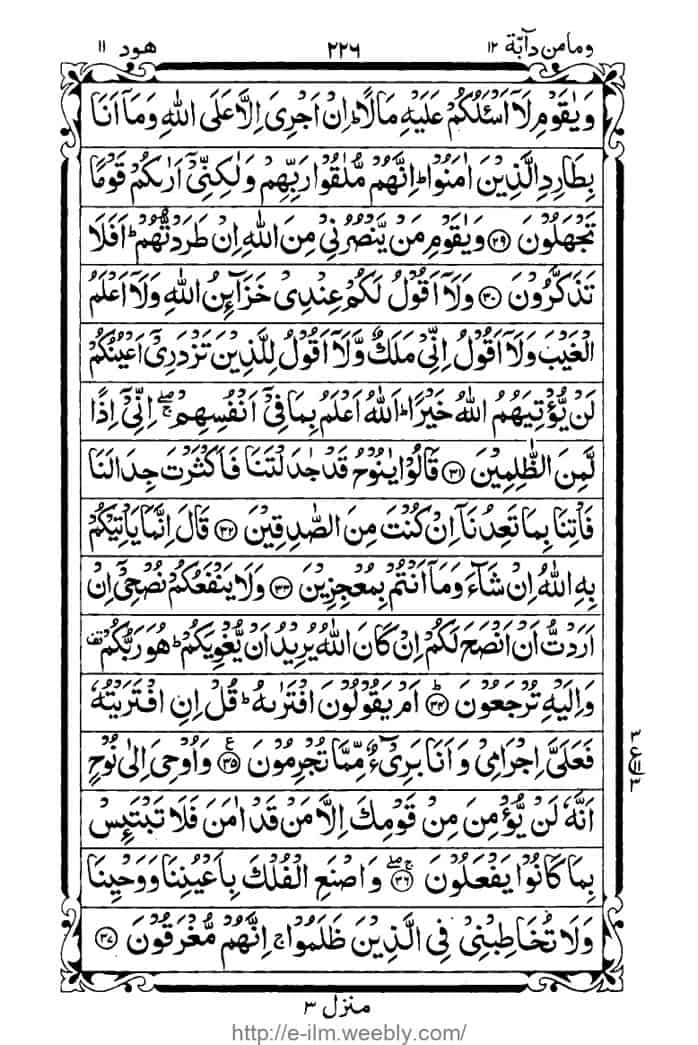 وما من دآبة ١٢
٢٢٦
هود ١١
وَيٰقَوْمِ لَآ اَسْـَٔلُكُمْ عَلَيْهِ مَالًا ؕ اِنْ اَجْرِىَ اِلَّا عَلَى اللّٰهِ وَمَاۤ اَنَا
بِطَارِدِ الَّذِيْنَ اٰمَنُوْا ؕ اِنَّهُمْ مُّلٰقُوْا رَبِّهِمْ وَلٰكِنِّىْۤ اَرٰىكُمْ قَوْمًا
تَجْهَلُوْنَ ﴿٢٩﴾ وَيٰقَوْمِ مَنْ يَّنْصُرُنِىْ مِنَ اللّٰهِ اِنْ طَرَدْتُّهُمْ ؕ اَفَلَا
تَذَكَّرُوْنَ ﴿٣٠﴾ وَلَاۤ اَقُوْلُ لَكُمْ عِنْدِىْ خَزَآئِنُ اللّٰهِ وَلَاۤ اَعْلَمُ
الْغَيْبَ وَلَاۤ اَقُوْلُ اِنِّىْ مَلَكٌ وَّلَاۤ اَقُوْلُ لِلَّذِيْنَ تَزْدَرِىْۤ اَعْيُنُكُمْ
لَنْ يُّؤْتِيَهُمُ اللّٰهُ خَيْرًا ؕ اَللّٰهُ اَعْلَمُ بِمَا فِىْۤ اَنْفُسِهِمْ ۖۚ اِنِّىْۤ اِذًا
لَّمِنَ الظّٰلِمِيْنَ ﴿٣١﴾ قَالُوْا يٰنُوْحُ قَدْ جٰدَلْتَنَا فَاَكْثَرْتَ جِدَالَنَا
فَاْتِنَا بِمَا تَعِدُنَاۤ اِنْ كُنْتَ مِنَ الصّٰدِقِيْنَ ﴿٣٢﴾ قَالَ اِنَّمَا يَاْتِيْكُمْ
بِهِ اللّٰهُ اِنْ شَآءَ وَمَاۤ اَنْتُمْ بِمُعْجِزِيْنَ ﴿٣٣﴾ وَلَا يَنْفَعُكُمْ نُصْحِىْۤ اِنْ
اَرَدْتُّ اَنْ اَنْصَحَ لَكُمْ اِنْ كَانَ اللّٰهُ يُرِيْدُ اَنْ يُّغْوِيَكُمْ ؕ هُوَ رَبُّكُمْ قف
وَاِلَيْهِ تُرْجَعُوْنَ ﴿٣٤﴾ؕ اَمْ يَقُوْلُوْنَ افْتَرٰىهُ ؕ قُلْ اِنِ افْتَرَيْتُهٗ
فَعَلَىَّ اِجْرَامِىْ وَاَنَا بَرِىْٓءٌ مِّمَّا تُجْرِمُوْنَ ﴿٣٥﴾ ع وَاُوْحِىَ اِلٰى نُوْحٍ
اَنَّهٗ لَنْ يُّؤْمِنَ مِنْ قَوْمِكَ اِلَّا مَنْ قَدْ اٰمَنَ فَلَا تَبْتَئِسْ
بِمَا كَانُوْا يَفْعَلُوْنَ ﴿٣٦﴾ۖۚ وَاصْنَعِ الْفُلْكَ بِاَعْيُنِنَا وَوَحْيِنَا
وَلَا تُخَاطِبْنِىْ فِى الَّذِيْنَ ظَلَمُوْا ۚ اِنَّهُمْ مُّغْرَقُوْنَ ﴿٣٧﴾
منزل ٣
http://e-ilm.weebly.com/